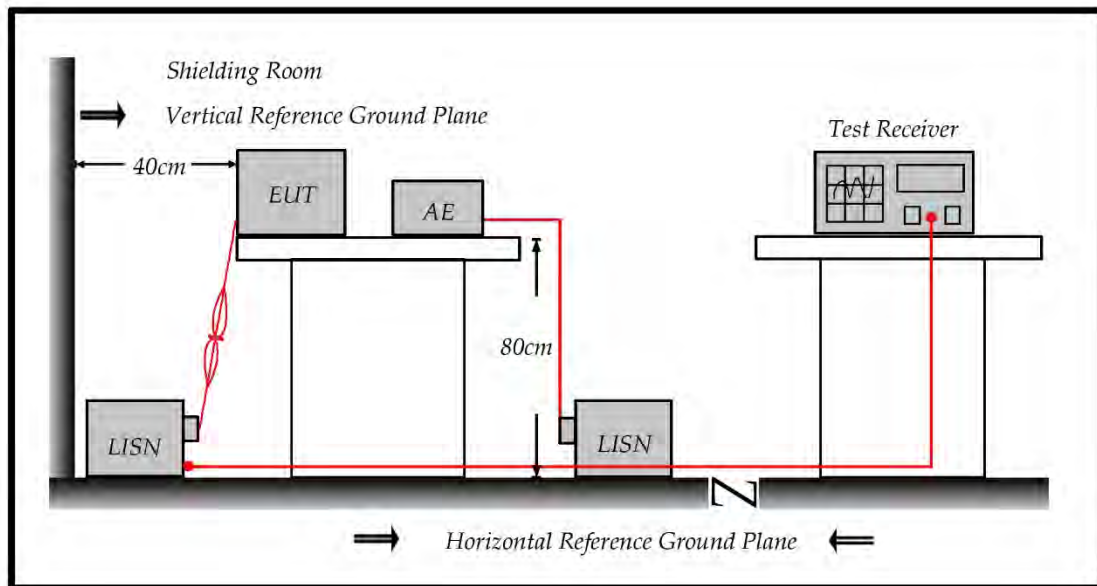 Shielding Room
Vertical Reference Ground Plane
Test Receiver
40cm
EUT
AE
80cm
LISN
LISN
Horizontal Reference Ground Plane